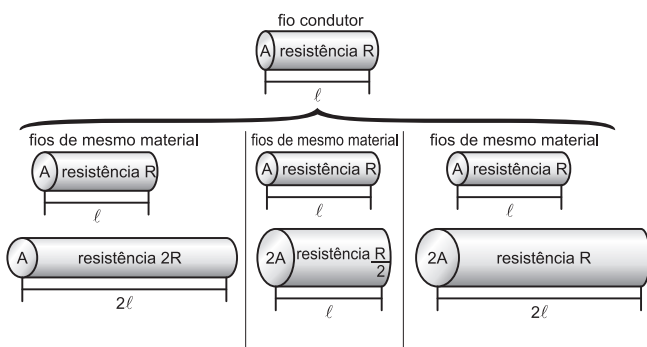 fio condutor
A resistência R
ℓ
fios de mesmo material
A resistência R
ℓ
A resistência 2R
2ℓ
fios de mesmo material
A resistência R
ℓ
2A resistência R/2
ℓ
fios de mesmo material
A resistência R
ℓ
2A resistência R
2ℓ